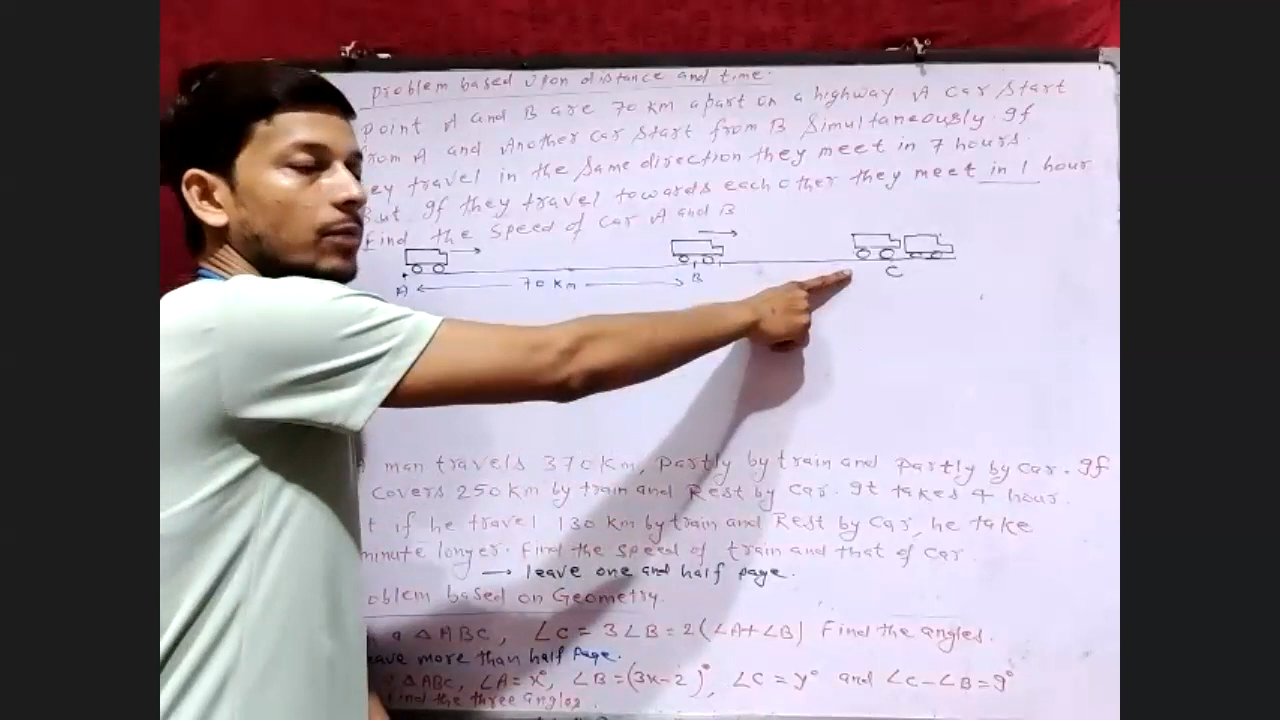 problem based upon distance and time.
point A and B are 70 km apart on a highway A car start
from A and Another car start from B simultaneously. If
ey travel in the same direction they meet in 7 hours.
But If they travel towards each other they meet in 1 hour
Find the speed of car A and B
A 70 km B C
man travels 370 km, partly by train and partly by car. If
covers 250 km by train and Rest by car. It takes 4 hour.
t if he travel 130 km by train and Rest by car, he take
minute longer. Find the speed of train and that of car.
→ leave one and half page.
oblem based on Geometry.
a △ABC, ∠C = 3∠B = 2(∠A+∠B) Find the angles.
eave more than half page.
△ABC, ∠A = x°, ∠B = (3x-2)°, ∠C = y° and ∠C-∠B = 9°
Find the three angles.